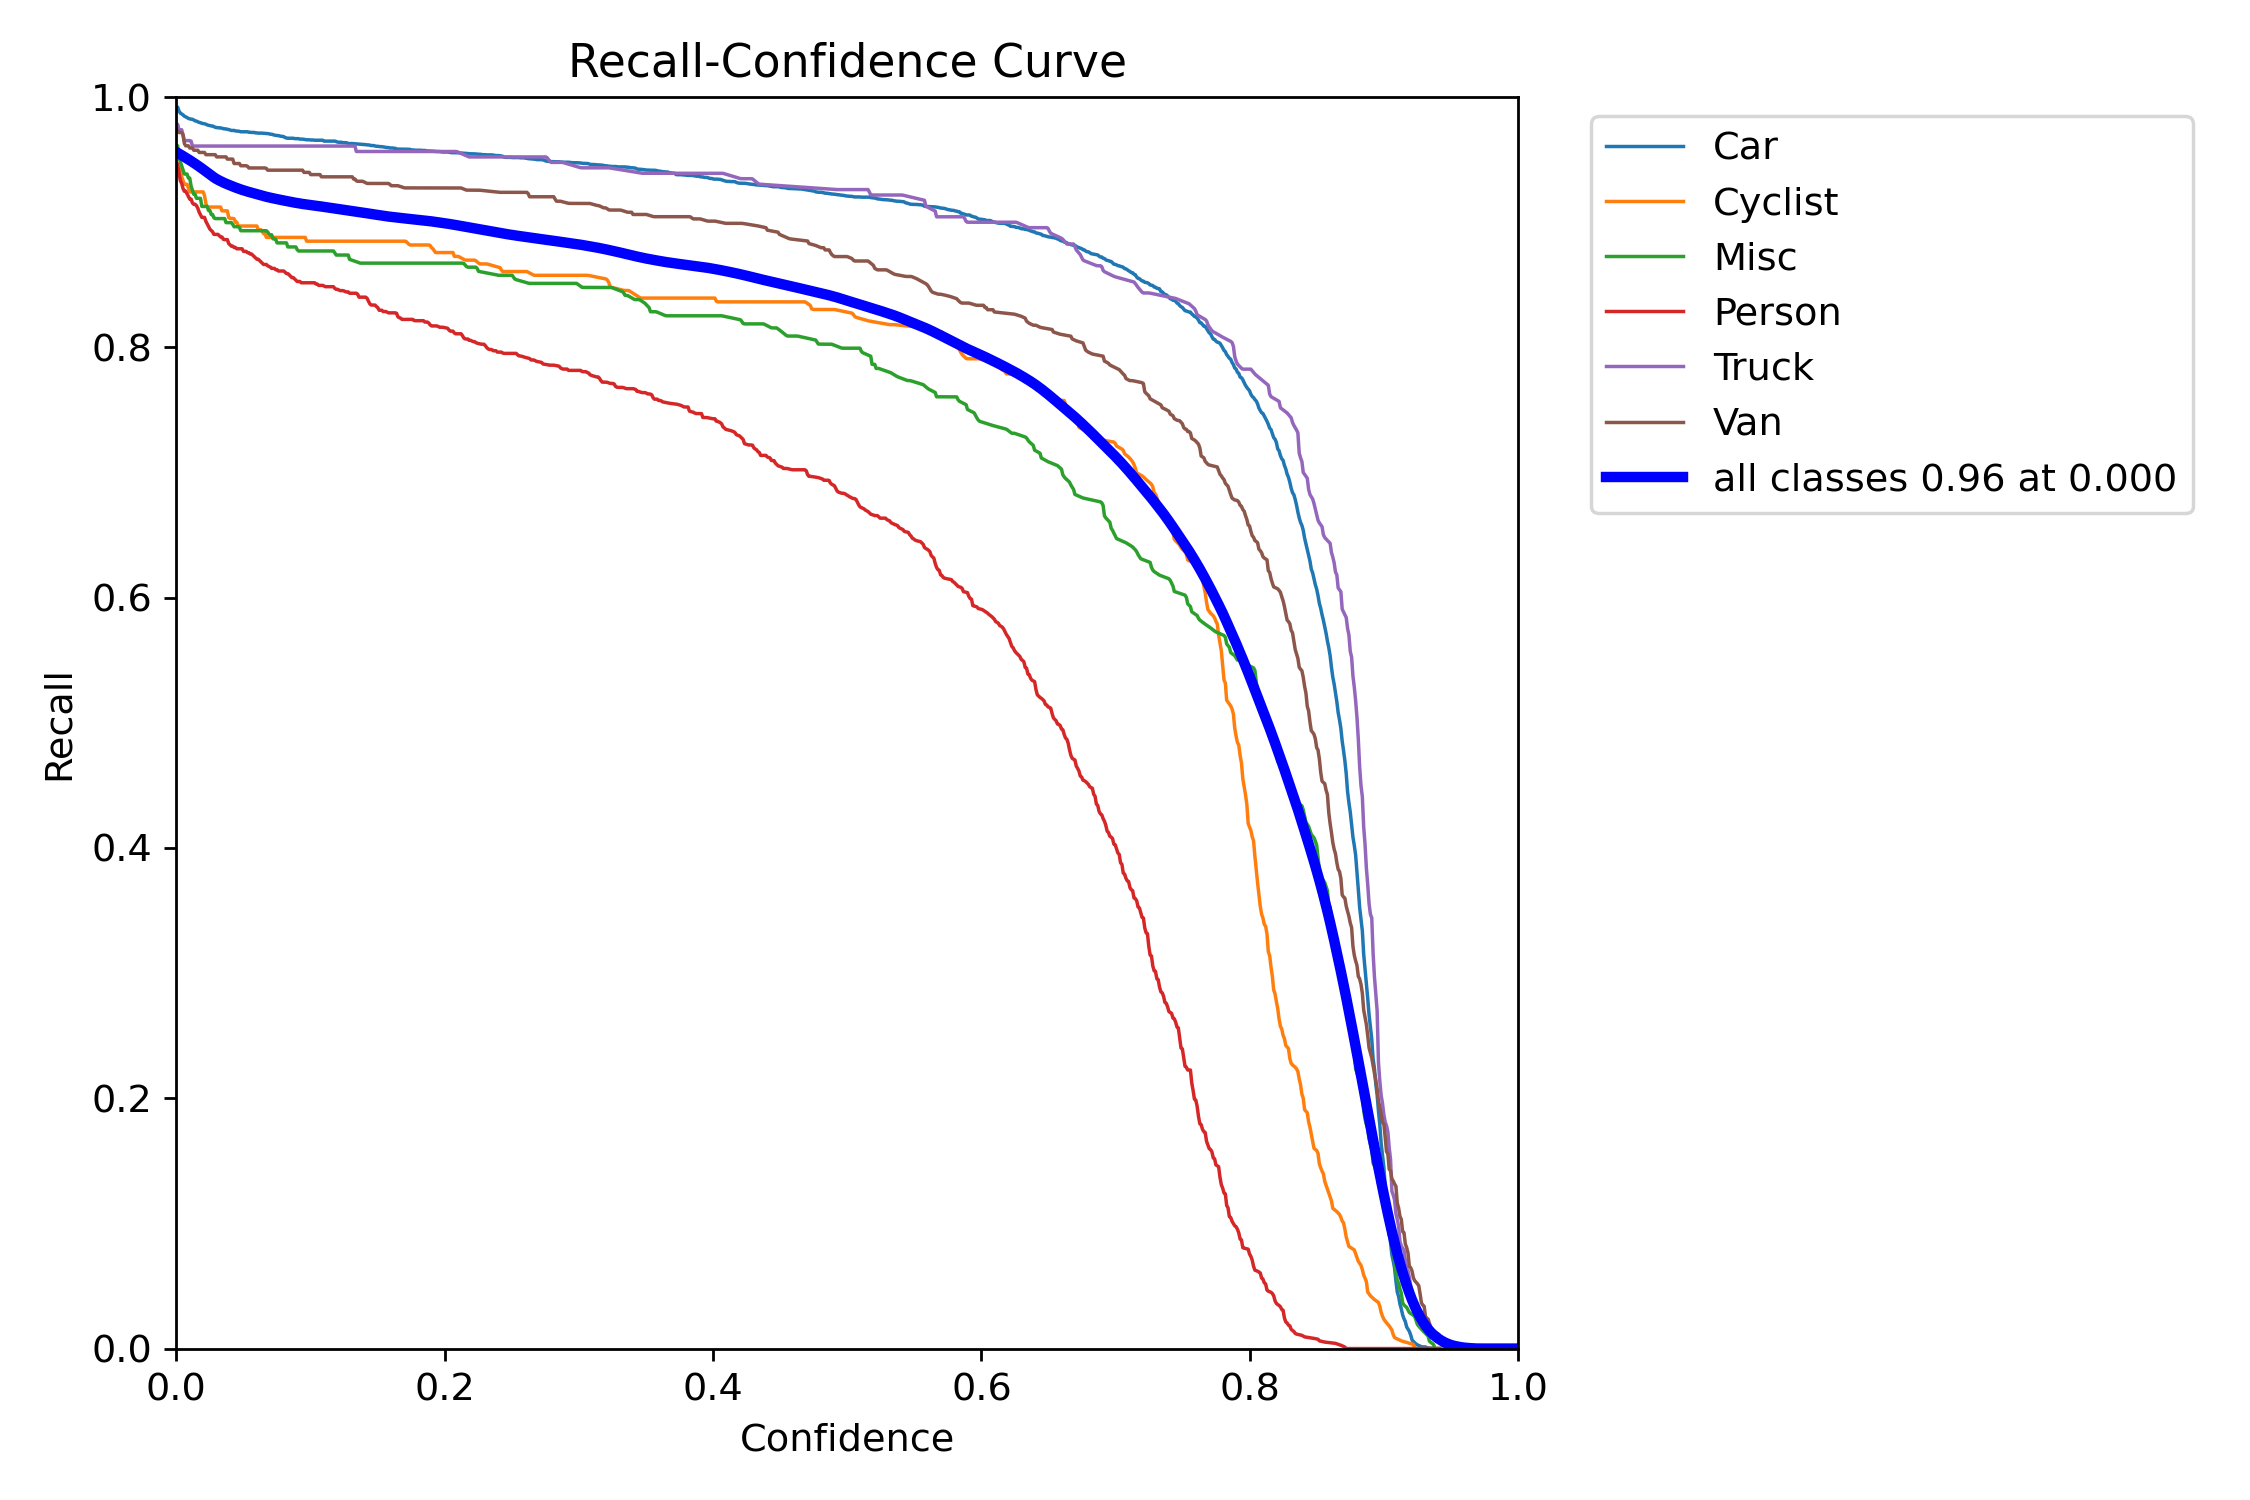 Recall-Confidence Curve
1.0
0.8
0.6
0.4
0.2
0.0
Recall
0.0 0.2 0.4 0.6 0.8 1.0
Confidence
Car
Cyclist
Misc
Person
Truck
Van
all classes 0.96 at 0.000